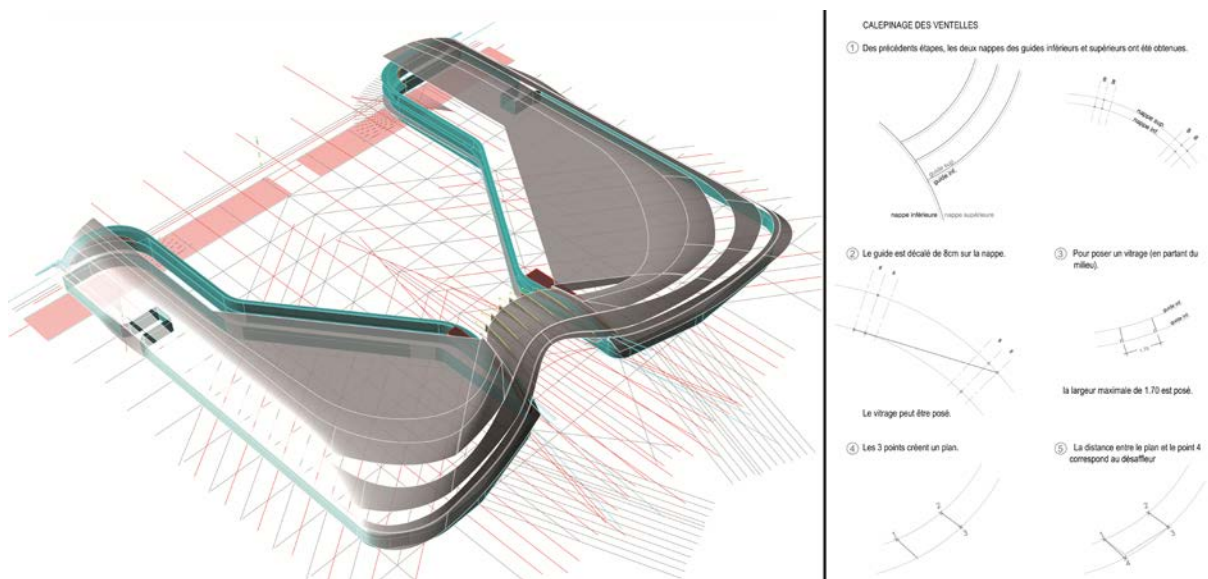 CALEPINAGE DES VENTELLES
1 Des précédents étapes, les deux nappes des guides inférieurs et supérieurs ont été obtenues.
nappe sup.
nappe inf.
guide sup.
guide inf.
nappe inférieure nappe supérieure
2 Le guide est décalé de 8cm sur la nappe.
3 Pour poser un vitrage (en partant du
milieu).
guide inf.
guide inf.
1.70
la largeur maximale de 1.70 est posé.
Le vitrage peut être posé.
4 Les 3 points créent un plan.
5 La distance entre le plan et le point 4
correspond au désaffleur
2
3
2
3
4